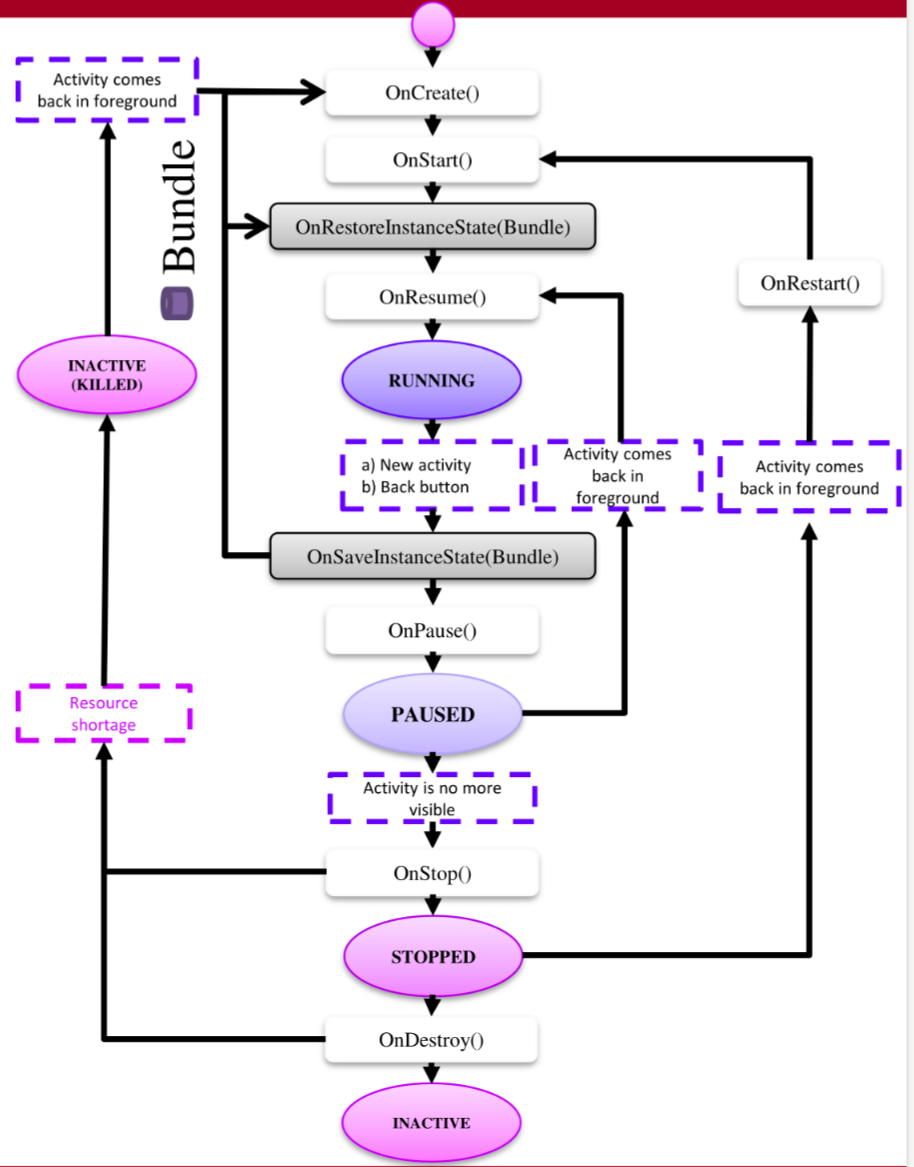 Activity comes
back in foreground
OnCreate()
OnStart()
Bundle
OnRestoreInstanceState(Bundle)
OnResume()
OnRestart()
INACTIVE
(KILLED)
RUNNING
a) New activity
b) Back button
Activity comes
back in
foreground
Activity comes
back in foreground
OnSaveInstanceState(Bundle)
OnPause()
Resource
shortage
PAUSED
Activity is no more
visible
OnStop()
STOPPED
OnDestroy()
INACTIVE